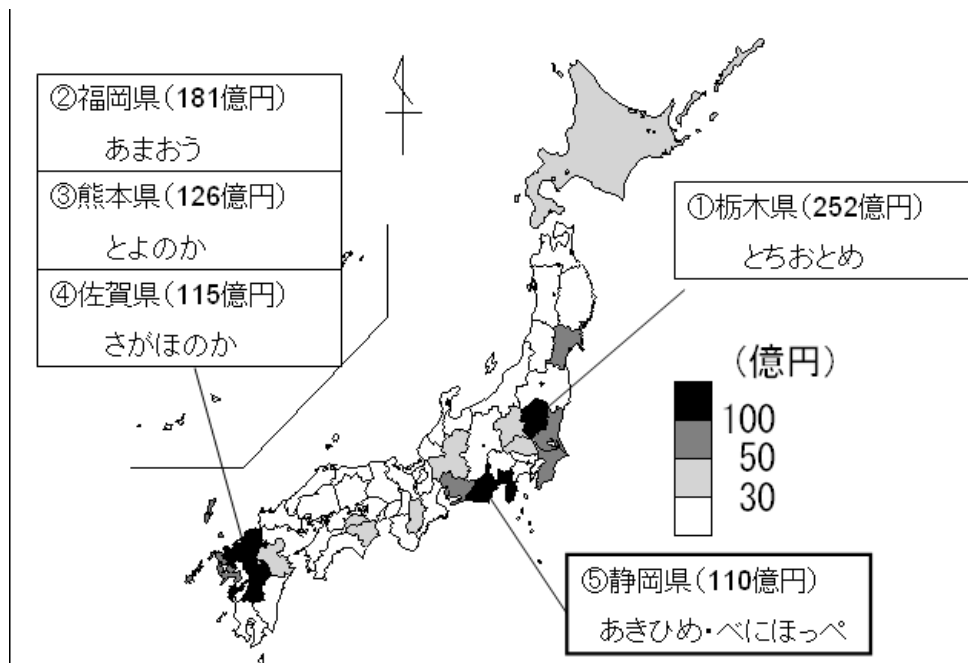 ②福岡県(181億円)
あまおう
③熊本県(126億円)
とよのか
④佐賀県(115億円)
さがほのか
①栃木県(252億円)
とちおとめ
(億円)
100
50
30
⑤静岡県(110億円)
あきひめ・べにほっぺ